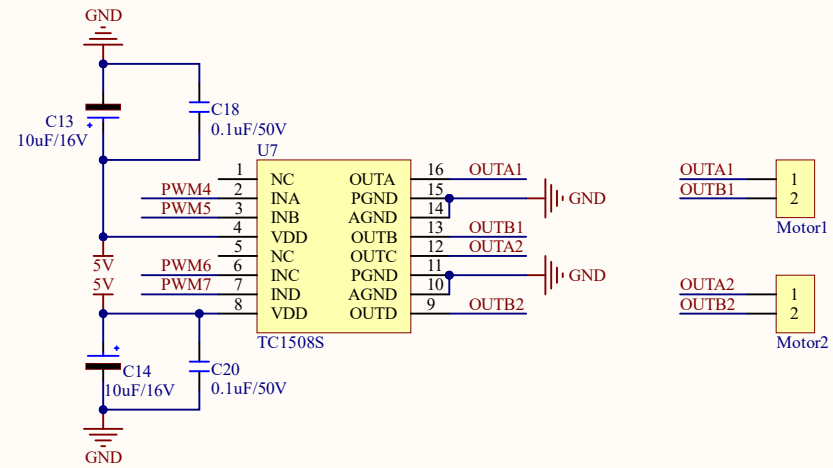 GND
C13
10uF/16V
C18
0.1uF/50V
U7
1 NC OUTA 16 OUTA1
PWM4 2 INA PGND 15 GND
PWM5 3 INB AGND 14
4 VDD OUTB 13 OUTB1
5 NC OUTC 12 OUTA2
PWM6 6 INC PGND 11 GND
PWM7 7 IND AGND 10
8 VDD OUTD 9 OUTB2
TC1508S
5V
5V
C14
10uF/16V
C20
0.1uF/50V
GND
OUTA1 1
OUTB1 2
Motor1
OUTA2 1
OUTB2 2
Motor2